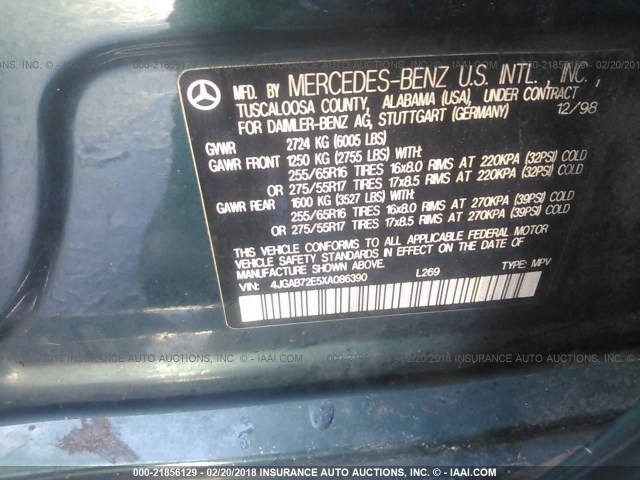 MFD. BY MERCEDES-BENZ U.S. INTL., INC.,
TUSCALOOSA COUNTY, ALABAMA (USA), UNDER CONTRACT
FOR DAIMLER-BENZ AG, STUTTGART (GERMANY) 12/98
GVWR 2724 KG (6005 LBS)
GAWR FRONT 1250 KG (2755 LBS) WITH:
255/65R16 TIRES 16x8.0 RIMS AT 220KPA (32PSI) COLD
OR 275/55R17 TIRES 17x8.5 RIMS AT 220KPA (32PSI) COLD
GAWR REAR 1600 KG (3527 LBS) WITH:
255/65R16 TIRES 16x8.0 RIMS AT 270KPA (39PSI) COLD
OR 275/55R17 TIRES 17x8.5 RIMS AT 270KPA (39PSI) COLD
THIS VEHICLE CONFORMS TO ALL APPLICABLE FEDERAL MOTOR
VEHICLE SAFETY STANDARDS IN EFFECT ON THE DATE OF
MANUFACTURE SHOWN ABOVE.
VIN: 4JGAB72E5XA086390 L269 TYPE: MPV
000-21856129 - 02/20/2018 INSURANCE AUTO AUCTIONS, INC. - © IAAI.COM